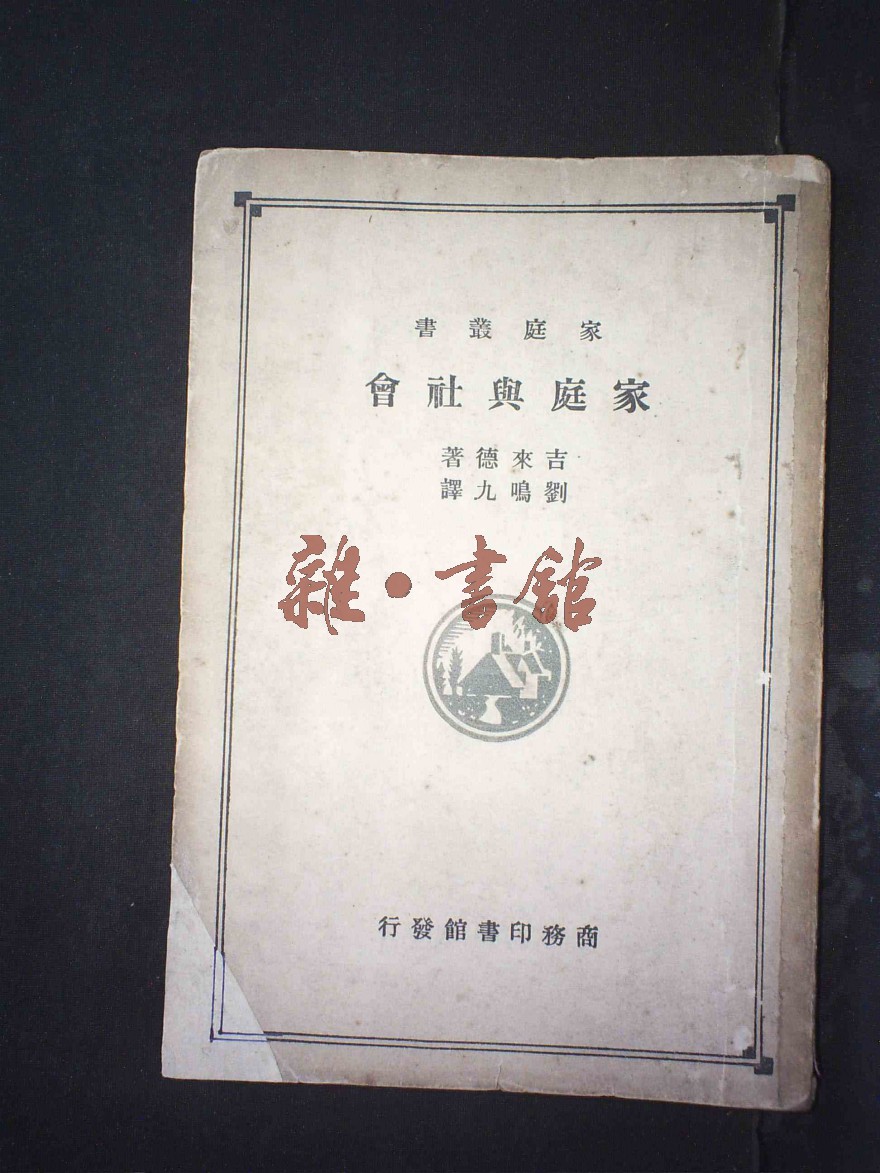 家庭叢書
家庭與社會
吉來德著
劉鳴九譯
雜·書館
商務印書館發行